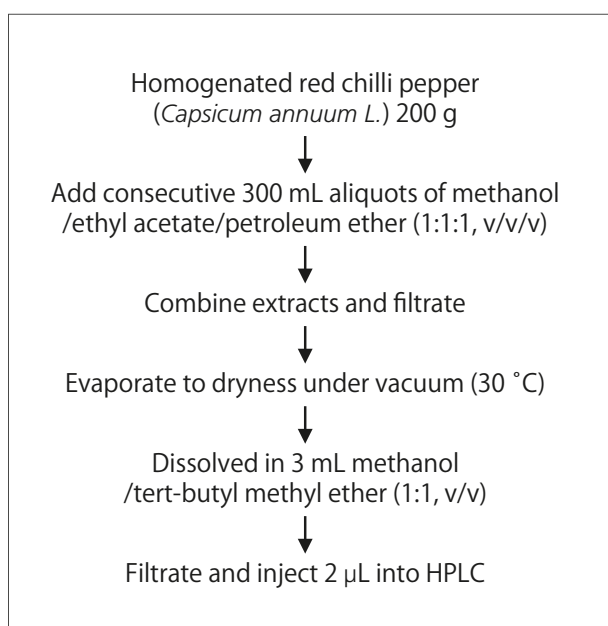 Homogenated red chilli pepper
(Capsicum annuum L.) 200 g
Add consecutive 300 mL aliquots of methanol
/ethyl acetate/petroleum ether (1:1:1, v/v/v)
Combine extracts and filtrate
Evaporate to dryness under vacuum (30 ˚C)
Dissolved in 3 mL methanol
/tert-butyl methyl ether (1:1, v/v)
Filtrate and inject 2 μL into HPLC